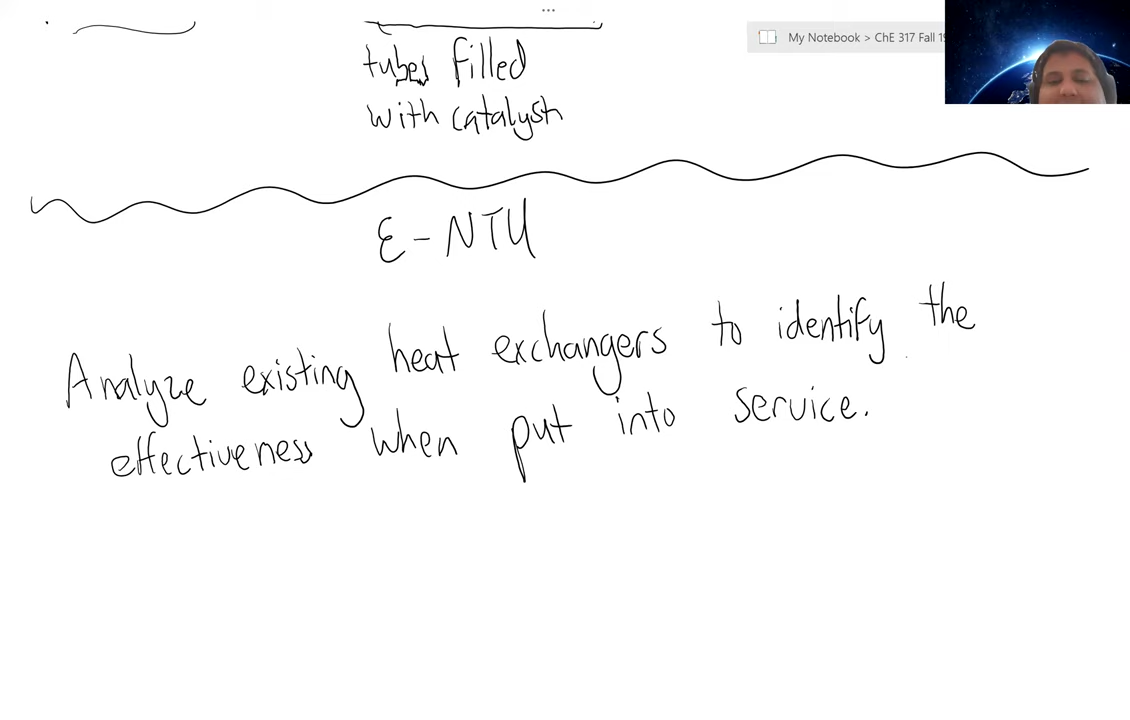 My Notebook > ChE 317 Fall 19
tubes filled
with catalyst
ε-NTU
Analyze existing heat exchangers to identify the
effectiveness when put into service.